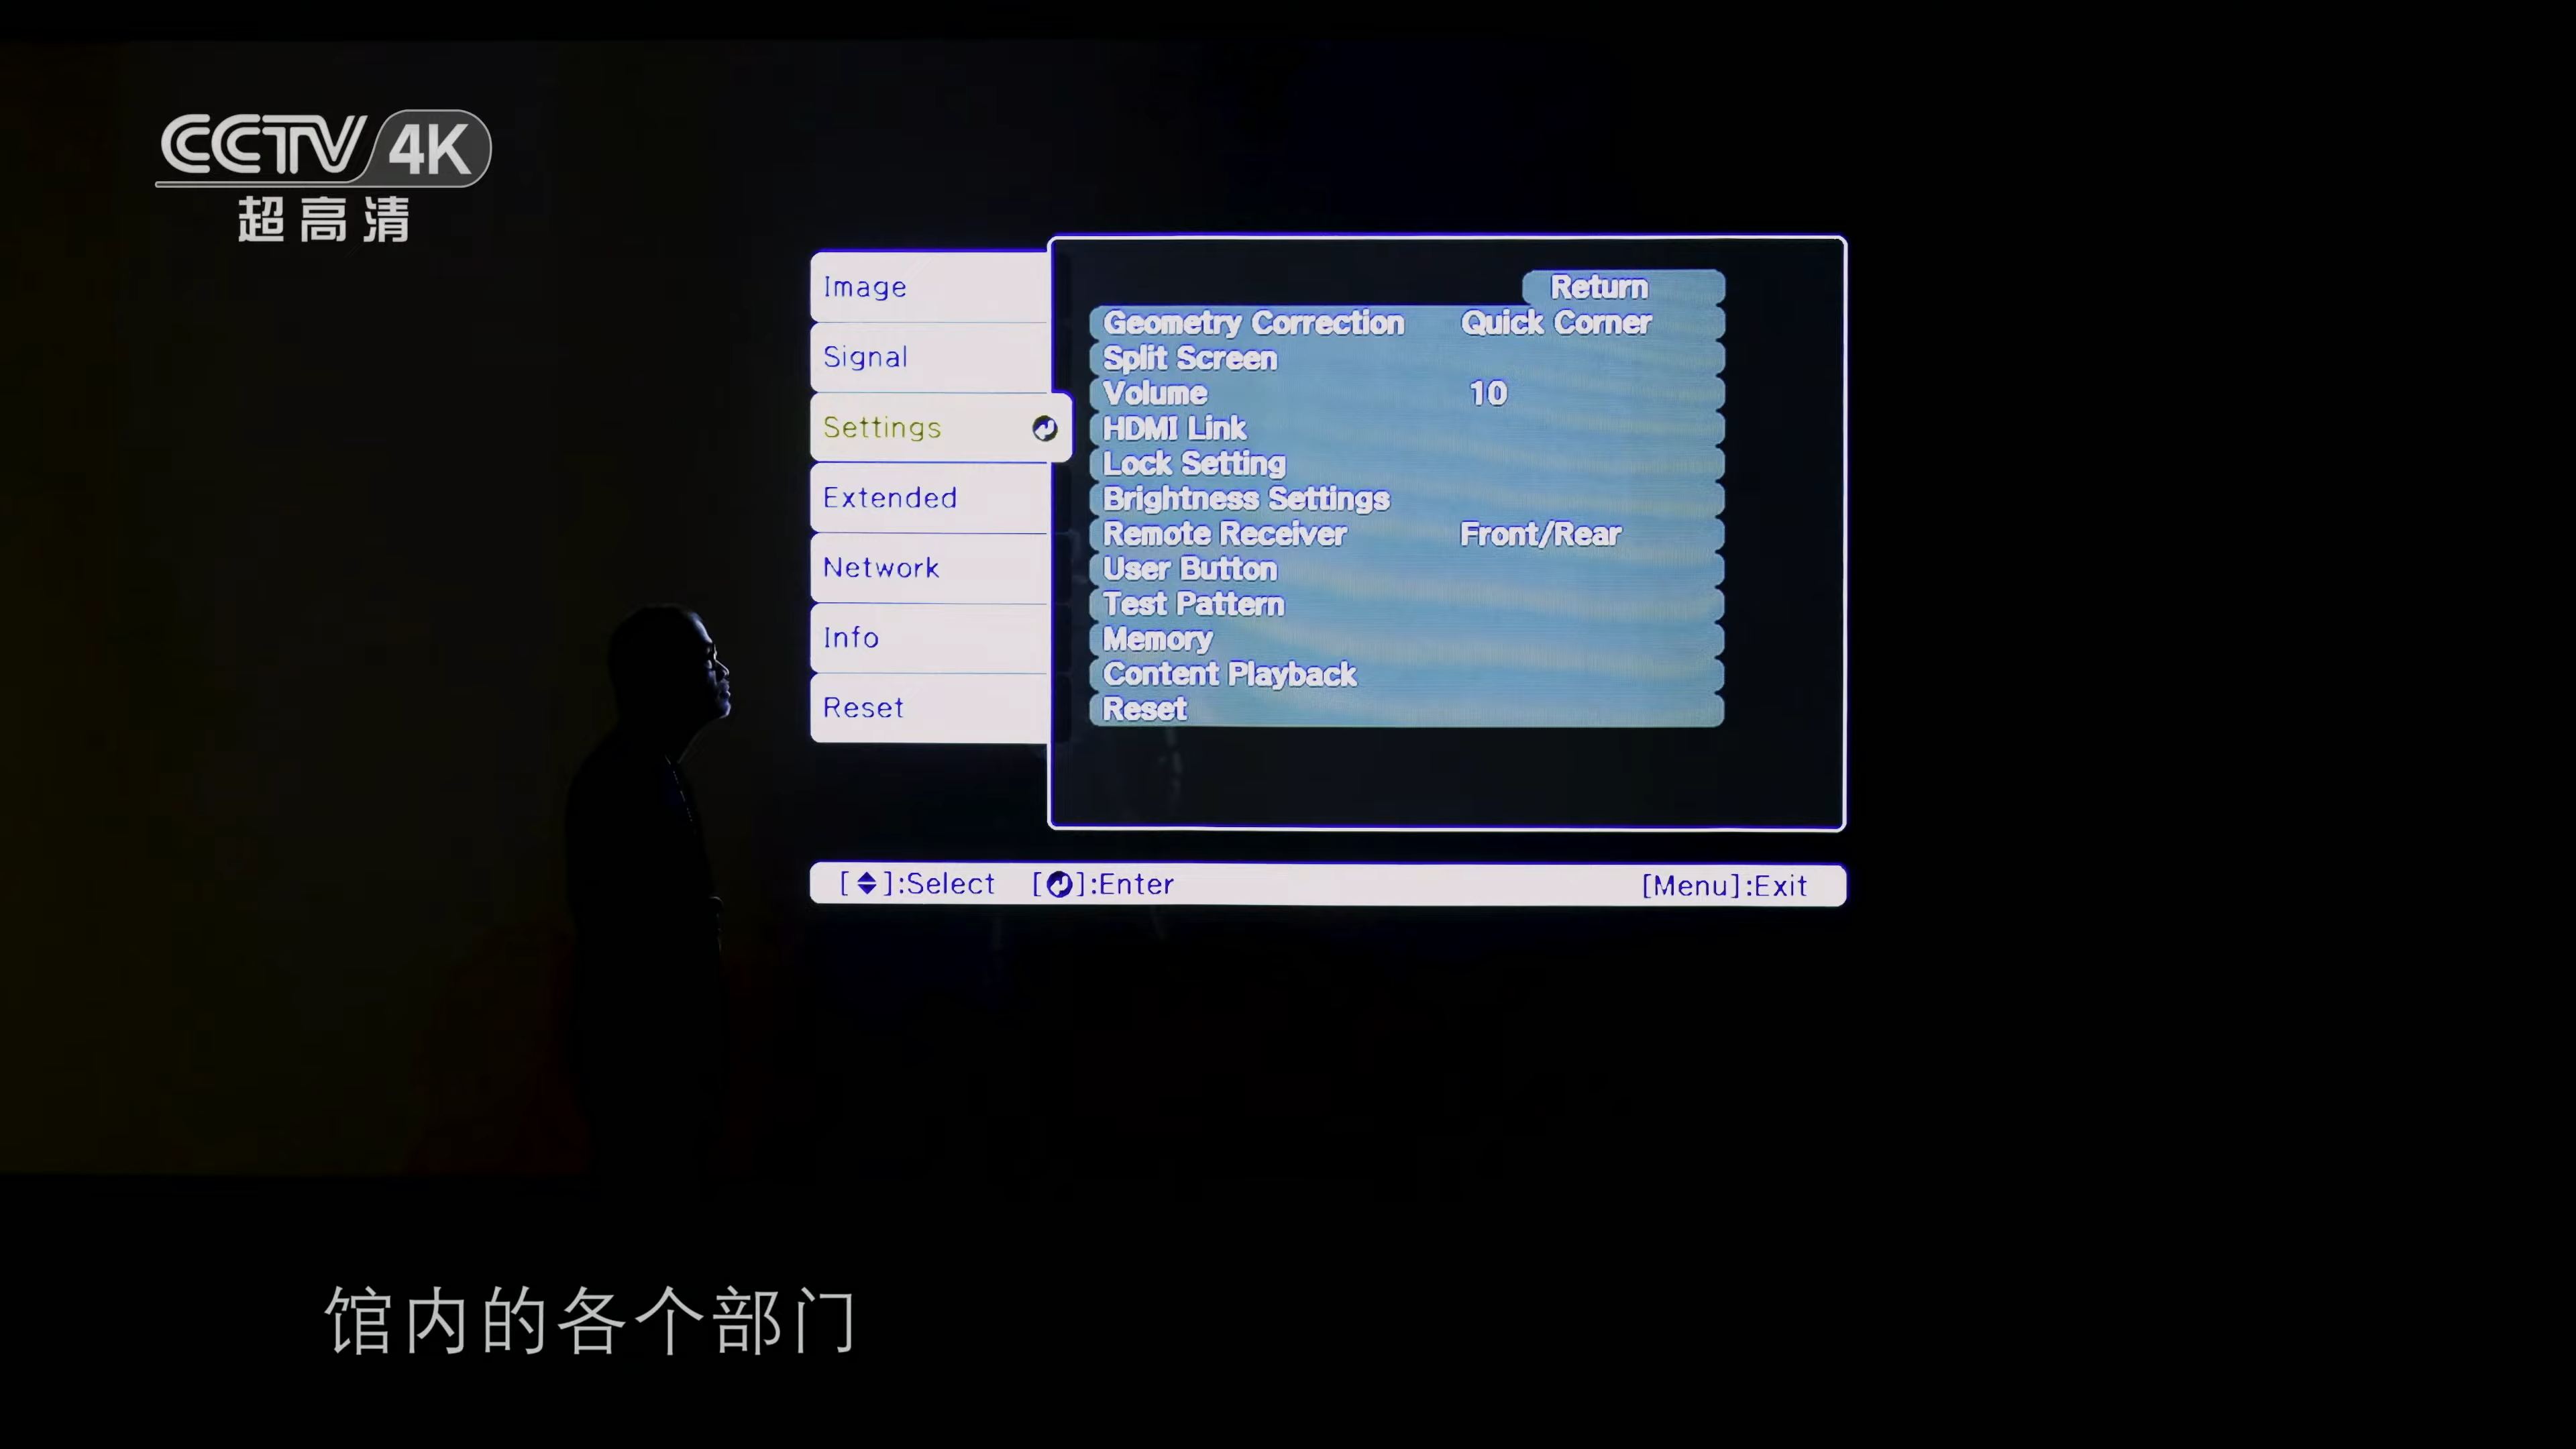 CCTV 4K
超高清
Image
Signal
Settings
Extended
Network
Info
Reset
Return
Geometry Correction Quick Corner
Split Screen
Volume 10
HDMI Link
Lock Setting
Brightness Settings
Remote Receiver Front/Rear
User Button
Test Pattern
Memory
Content Playback
Reset
[◆]:Select [↵]:Enter [Menu]:Exit
馆内的各个部门